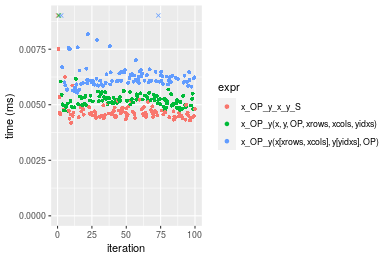 0.0075
0.0050
0.0025
0.0000
time (ms)
0
25
50
75
100
iteration
expr
x_OP_y_x_y_S
x_OP_y(x, y, OP, xrows, xcols, yidxs)
x_OP_y(x[xrows, xcols], y[yidxs], OP)